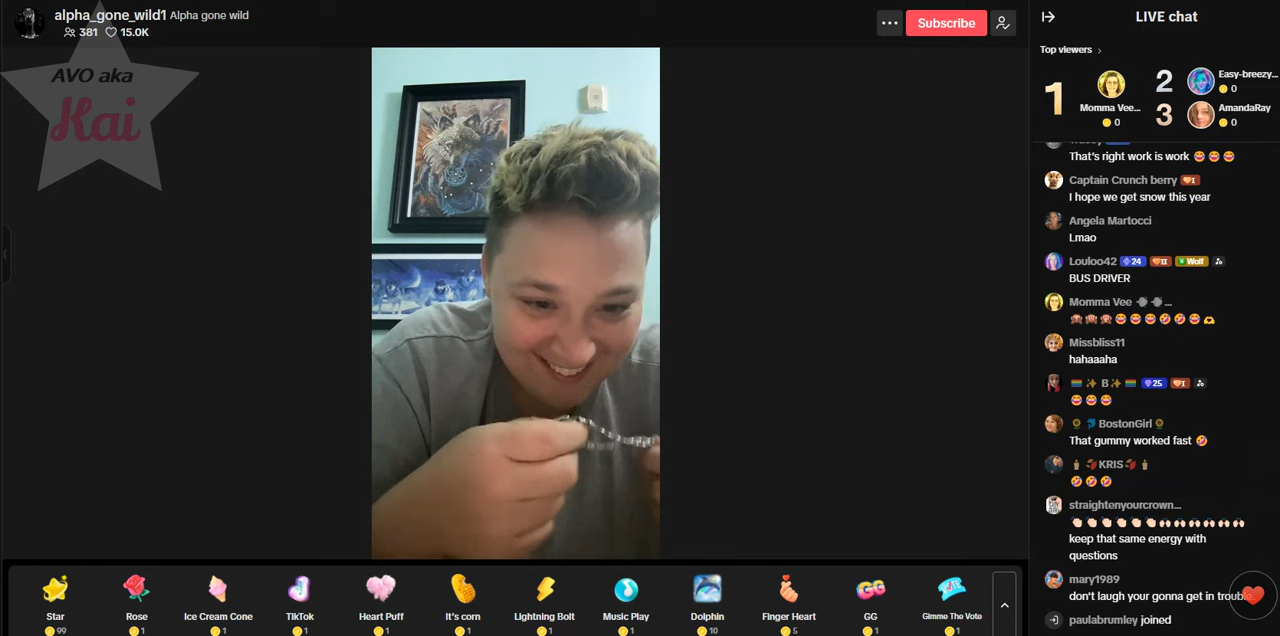 alpha_gone_wild1 Alpha gone wild
381 15.0K
Subscribe
AVO aka
Kai
LIVE chat
Top viewers
1
Momma Vee...
0
2
Easy-breezy...
0
3
AmandaRay
0
That's right work is work
Captain Crunch berry I
I hope we get snow this year
Angela Martocci
Lmao
Louloo42 24 II Wolf
BUS DRIVER
Momma Vee ...
Missbliss11
hahaaaha
B 25 I
BostonGirl
That gummy worked fast
KRIS
straightenyourcrown...
keep that same energy with
questions
mary1989
don't laugh your gonna get in trouble.
paulabrumley joined
Star
99
Rose
1
Ice Cream Cone
1
TikTok
1
Heart Puff
1
It's corn
1
Lightning Bolt
1
Music Play
1
Dolphin
10
Finger Heart
5
GG
GG
1
Gimme The Vote
1